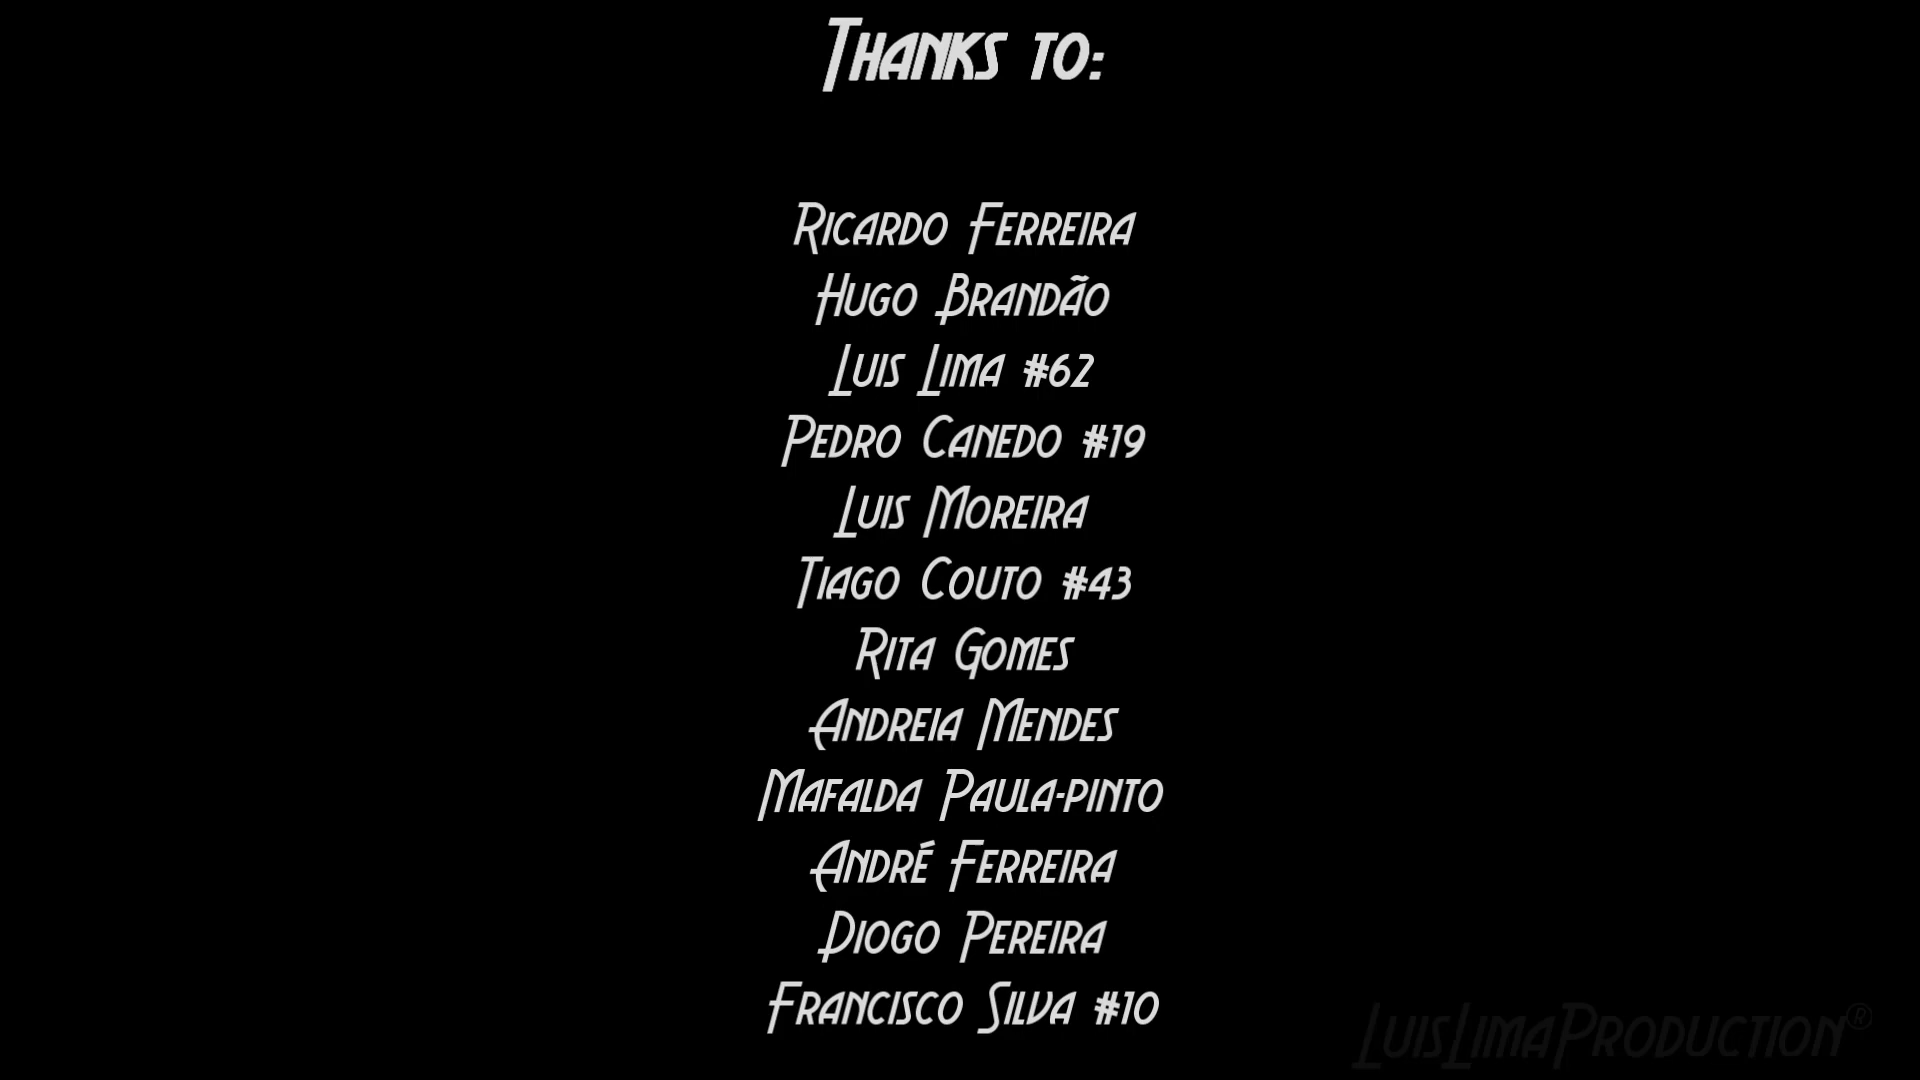 Thanks to:
Ricardo Ferreira
Hugo Brandão
Luis Lima #62
Pedro Canedo #19
Luis Moreira
Tiago Couto #43
Rita Gomes
Andreia Mendes
Mafalda Paula-pinto
André Ferreira
Diogo Pereira
Francisco Silva #10
LuisLimaProduction®